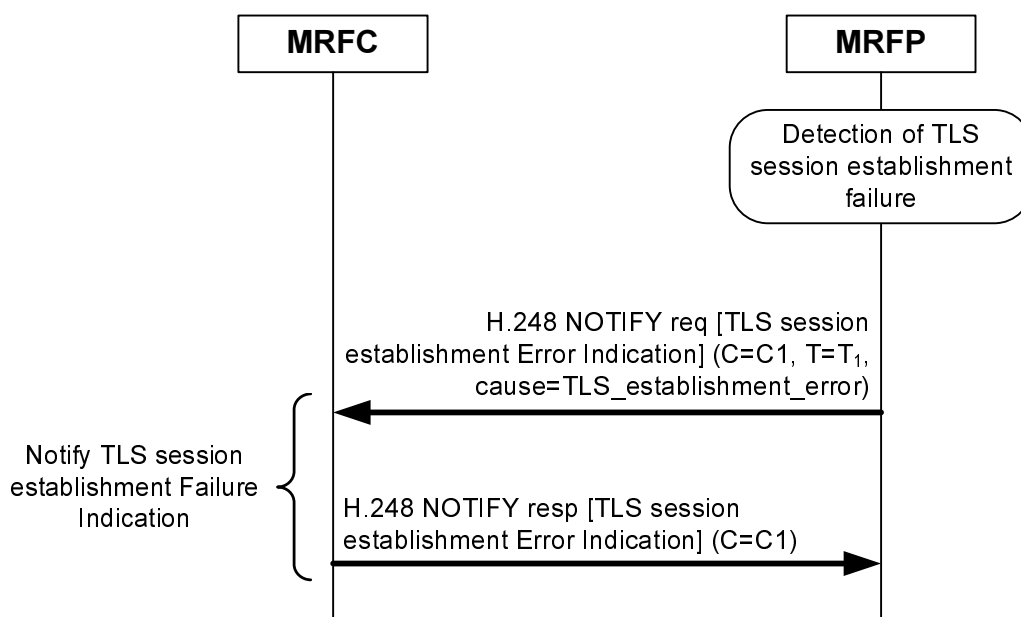 MRFC
MRFP
Detection of TLS
session establishment
failure
H.248 NOTIFY req [TLS session
establishment Error Indication] (C=C1, T=T₁,
cause=TLS_establishment_error)
Notify TLS session
establishment Failure
Indication
H.248 NOTIFY resp [TLS session
establishment Error Indication] (C=C1)